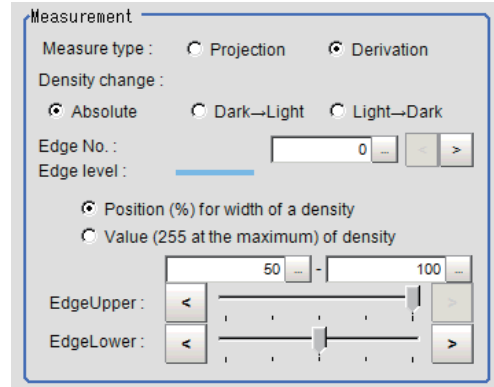 Measurement
Measure type : Projection Derivation
Density change :
Absolute Dark→Light Light→Dark
Edge No. : 0 ... < >
Edge level :
Position (%) for width of a density
Value (255 at the maximum) of density
50 ... - 100 ...
EdgeUpper : < >
EdgeLower : < >